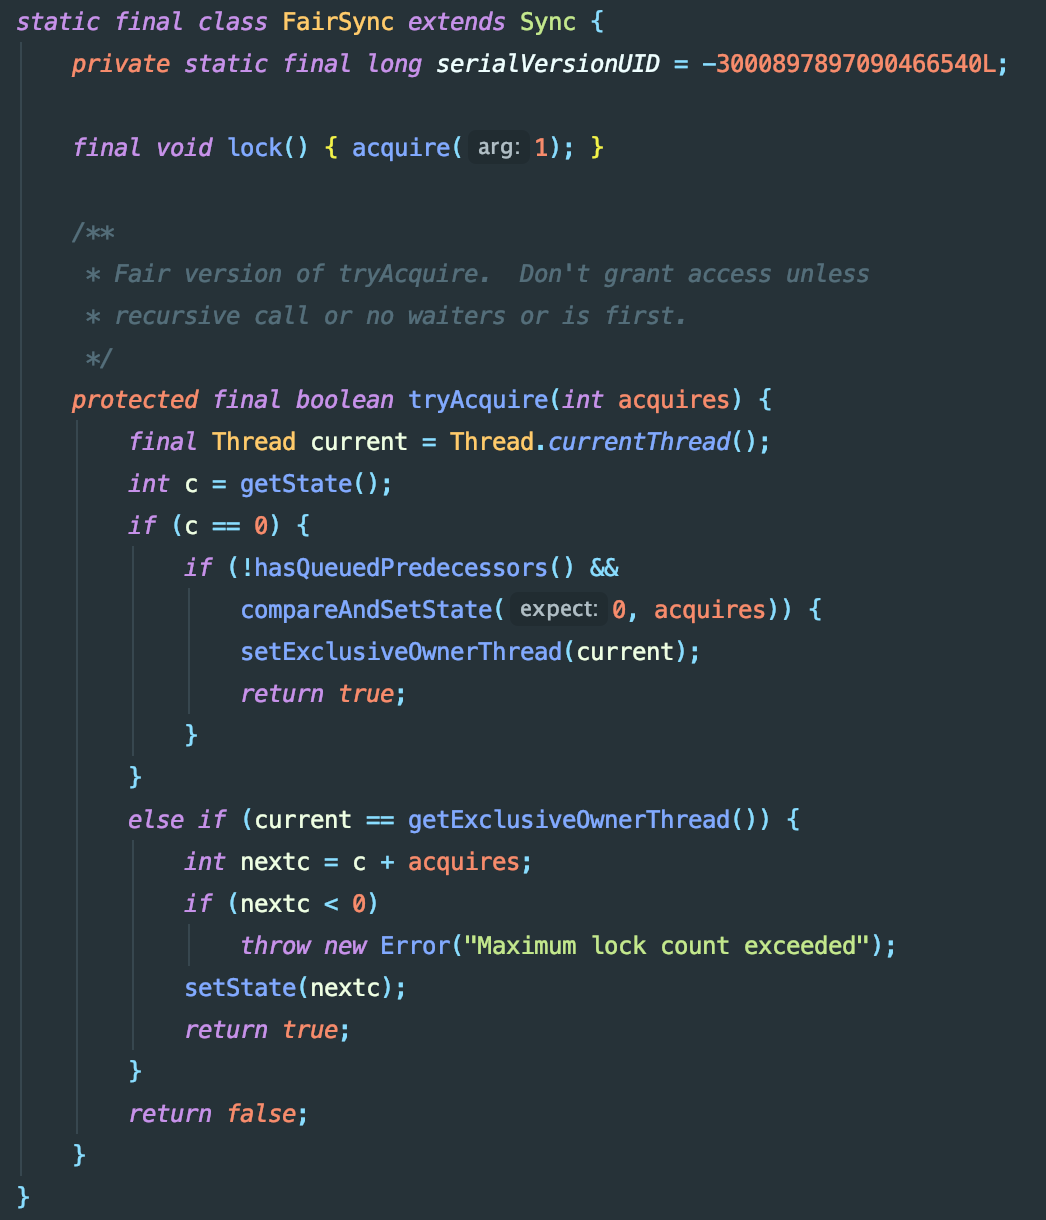 static final class FairSync extends Sync {
private static final long serialVersionUID = -3000897897090466540L;
final void lock() { acquire( arg: 1); }
/**
* Fair version of tryAcquire.  Don't grant access unless
* recursive call or no waiters or is first.
*/
protected final boolean tryAcquire(int acquires) {
final Thread current = Thread.currentThread();
int c = getState();
if (c == 0) {
if (!hasQueuedPredecessors() &&
compareAndSetState( expect: 0, acquires)) {
setExclusiveOwnerThread(current);
return true;
}
}
else if (current == getExclusiveOwnerThread()) {
int nextc = c + acquires;
if (nextc < 0)
throw new Error("Maximum lock count exceeded");
setState(nextc);
return true;
}
return false;
}
}